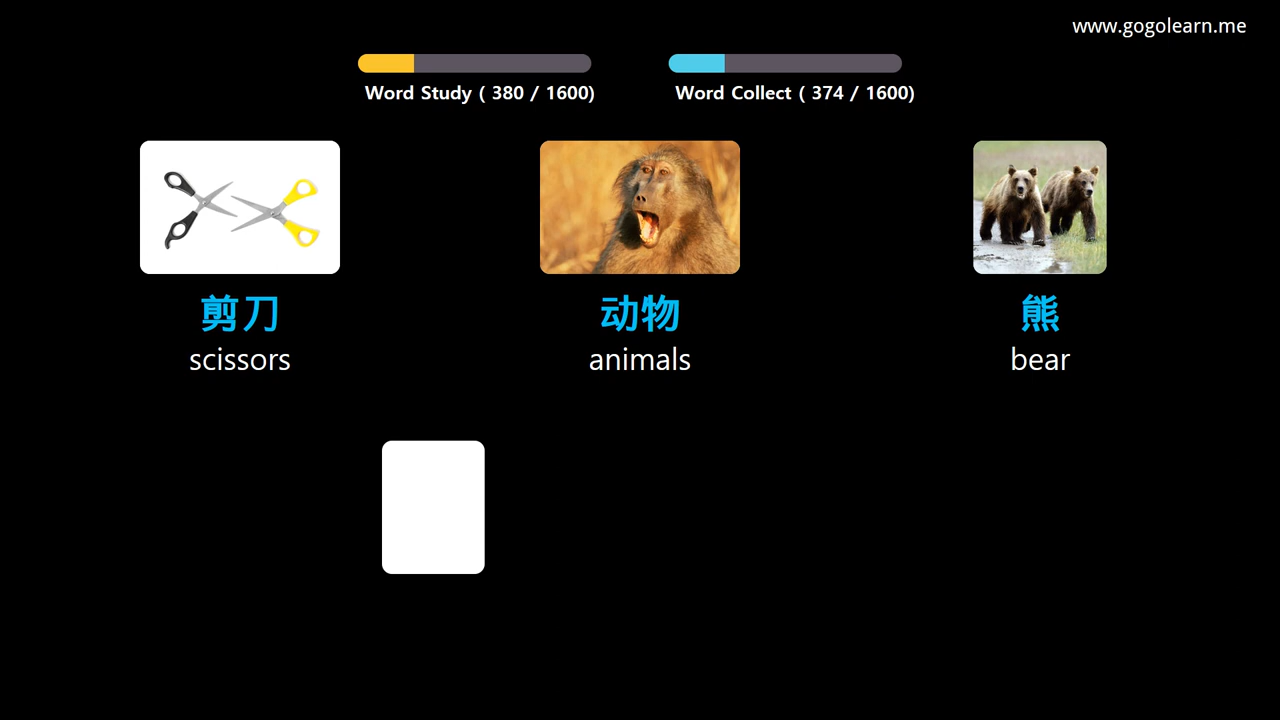 www.gogolearn.me
Word Study ( 380 / 1600)
Word Collect ( 374 / 1600)
剪刀
scissors
动物
animals
熊
bear